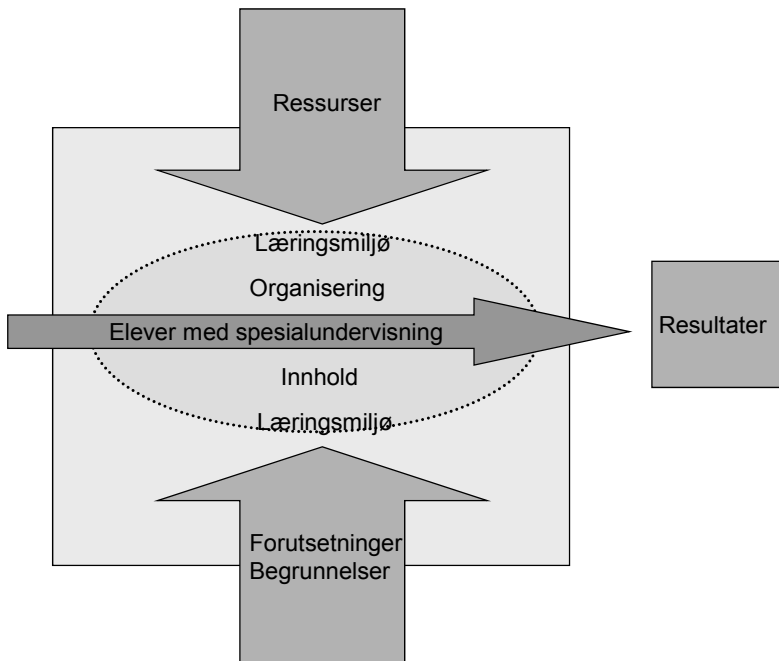 Ressurser
Læringsmiljø
Organisering
Elever med spesialundervisning
Resultater
Innhold
Læringsmiljø
Forutsetninger
Begrunnelser